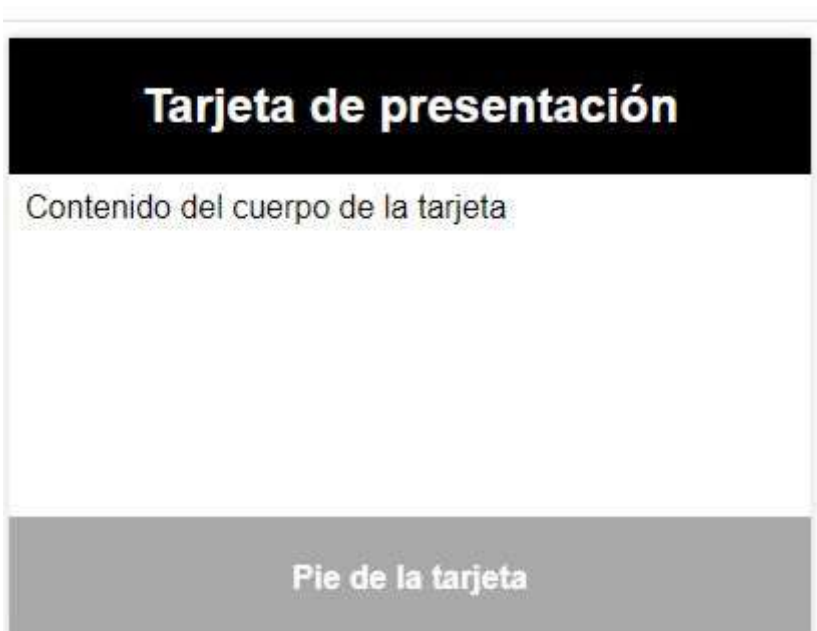 Tarjeta de presentación
Contenido del cuerpo de la tarjeta
Pie de la tarjeta